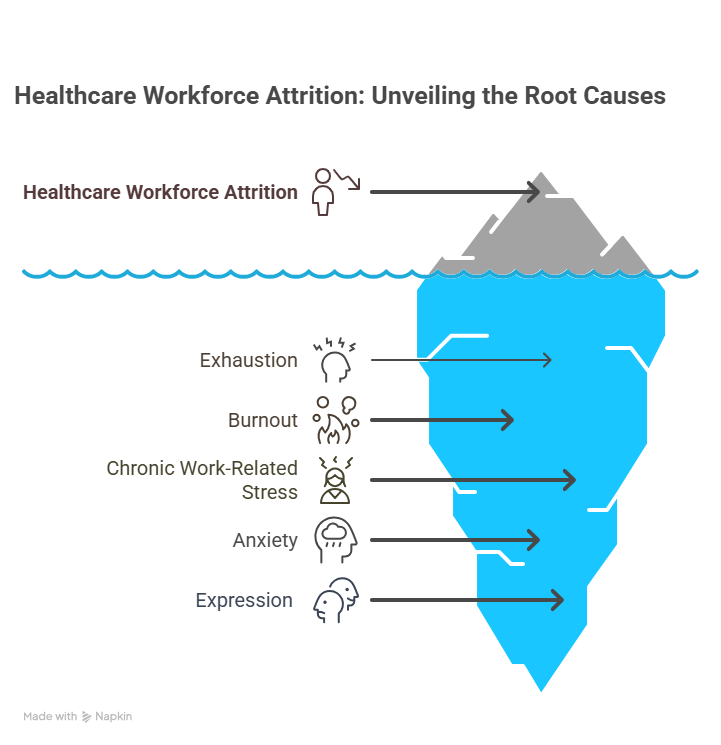 Healthcare Workforce Attrition: Unveiling the Root Causes
Healthcare Workforce Attrition
Exhaustion
Burnout
Chronic Work-Related
Stress
Anxiety
Expression
Made with Napkin